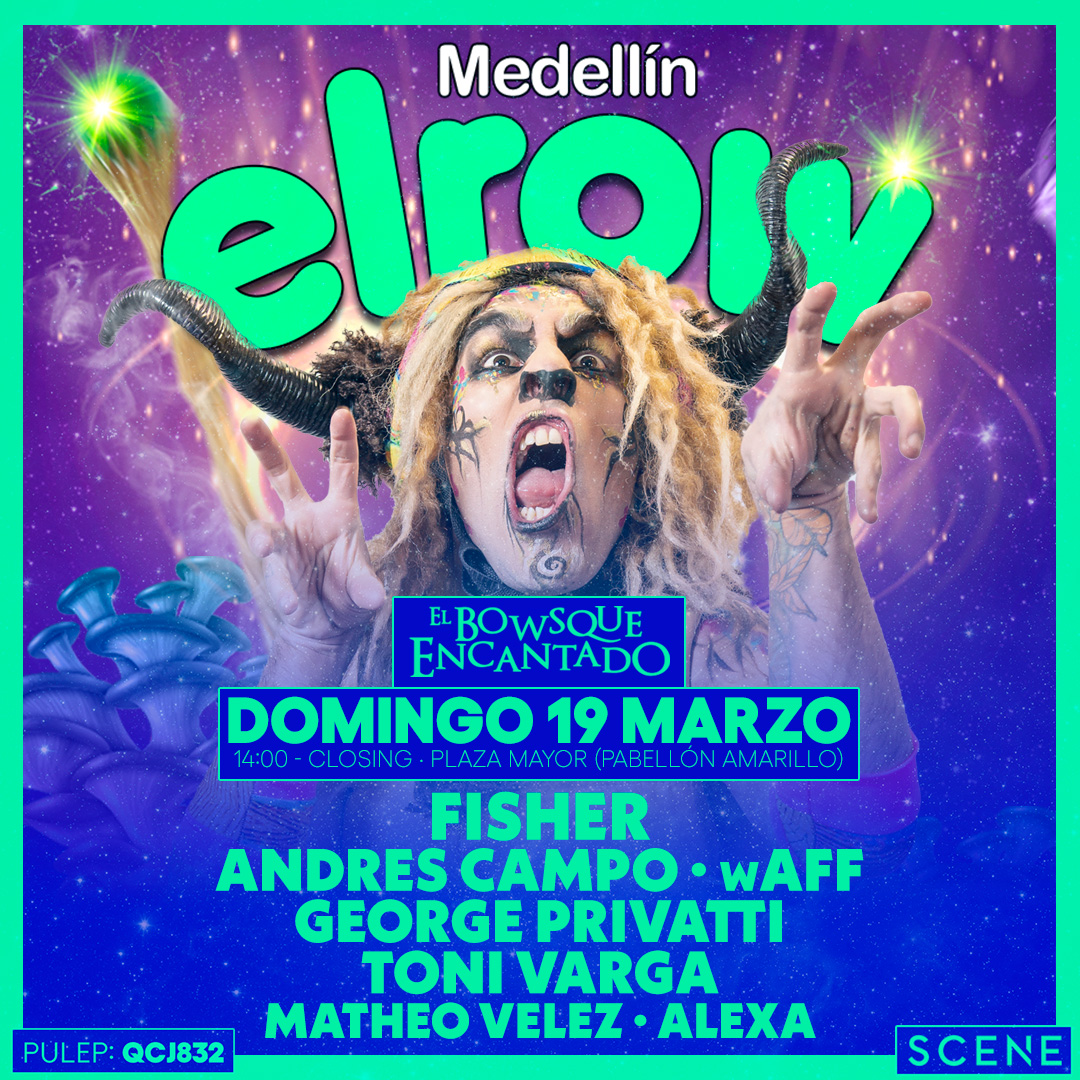 Medellín
elrow
EL BOWSQUE
ENCANTADO
DOMINGO 19 MARZO
14:00 - CLOSING · PLAZA MAYOR (PABELLÓN AMARILLO)
FISHER
ANDRES CAMPO · wAFF
GEORGE PRIVATTI
TONI VARGA
MATHEO VELEZ · ALEXA
PULEP: QCJ832
SCENE